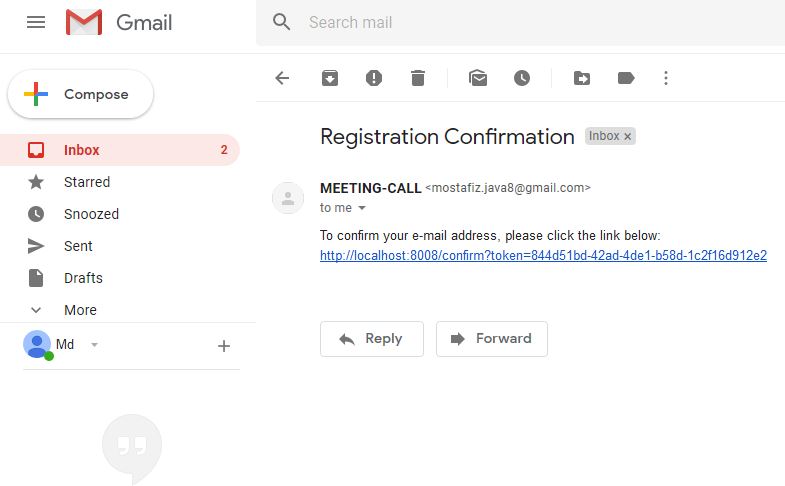 Gmail
Search mail
Compose
Registration Confirmation Inbox x
Inbox 2
MEETING-CALL <mostafiz.java8@gmail.com>
Starred
to me
Snoozed
To confirm your e-mail address, please click the link below:
Sent
http://localhost:8008/confirm?token=844d51bd-42ad-4de1-b58d-1c2f16d912e2
Drafts
More
Reply Forward
Md